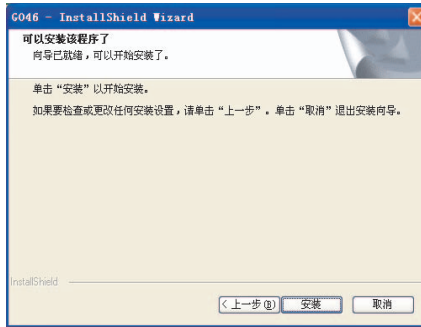 G046 - InstallShield Wizard
可以安装该程序了
向导已就绪，可以开始安装了。
单击“安装”以开始安装。
如果要检查或更改任何安装设置，请单击“上一步”。单击“取消”退出安装向导。
InstallShield
< 上一步(B) 安装 取消